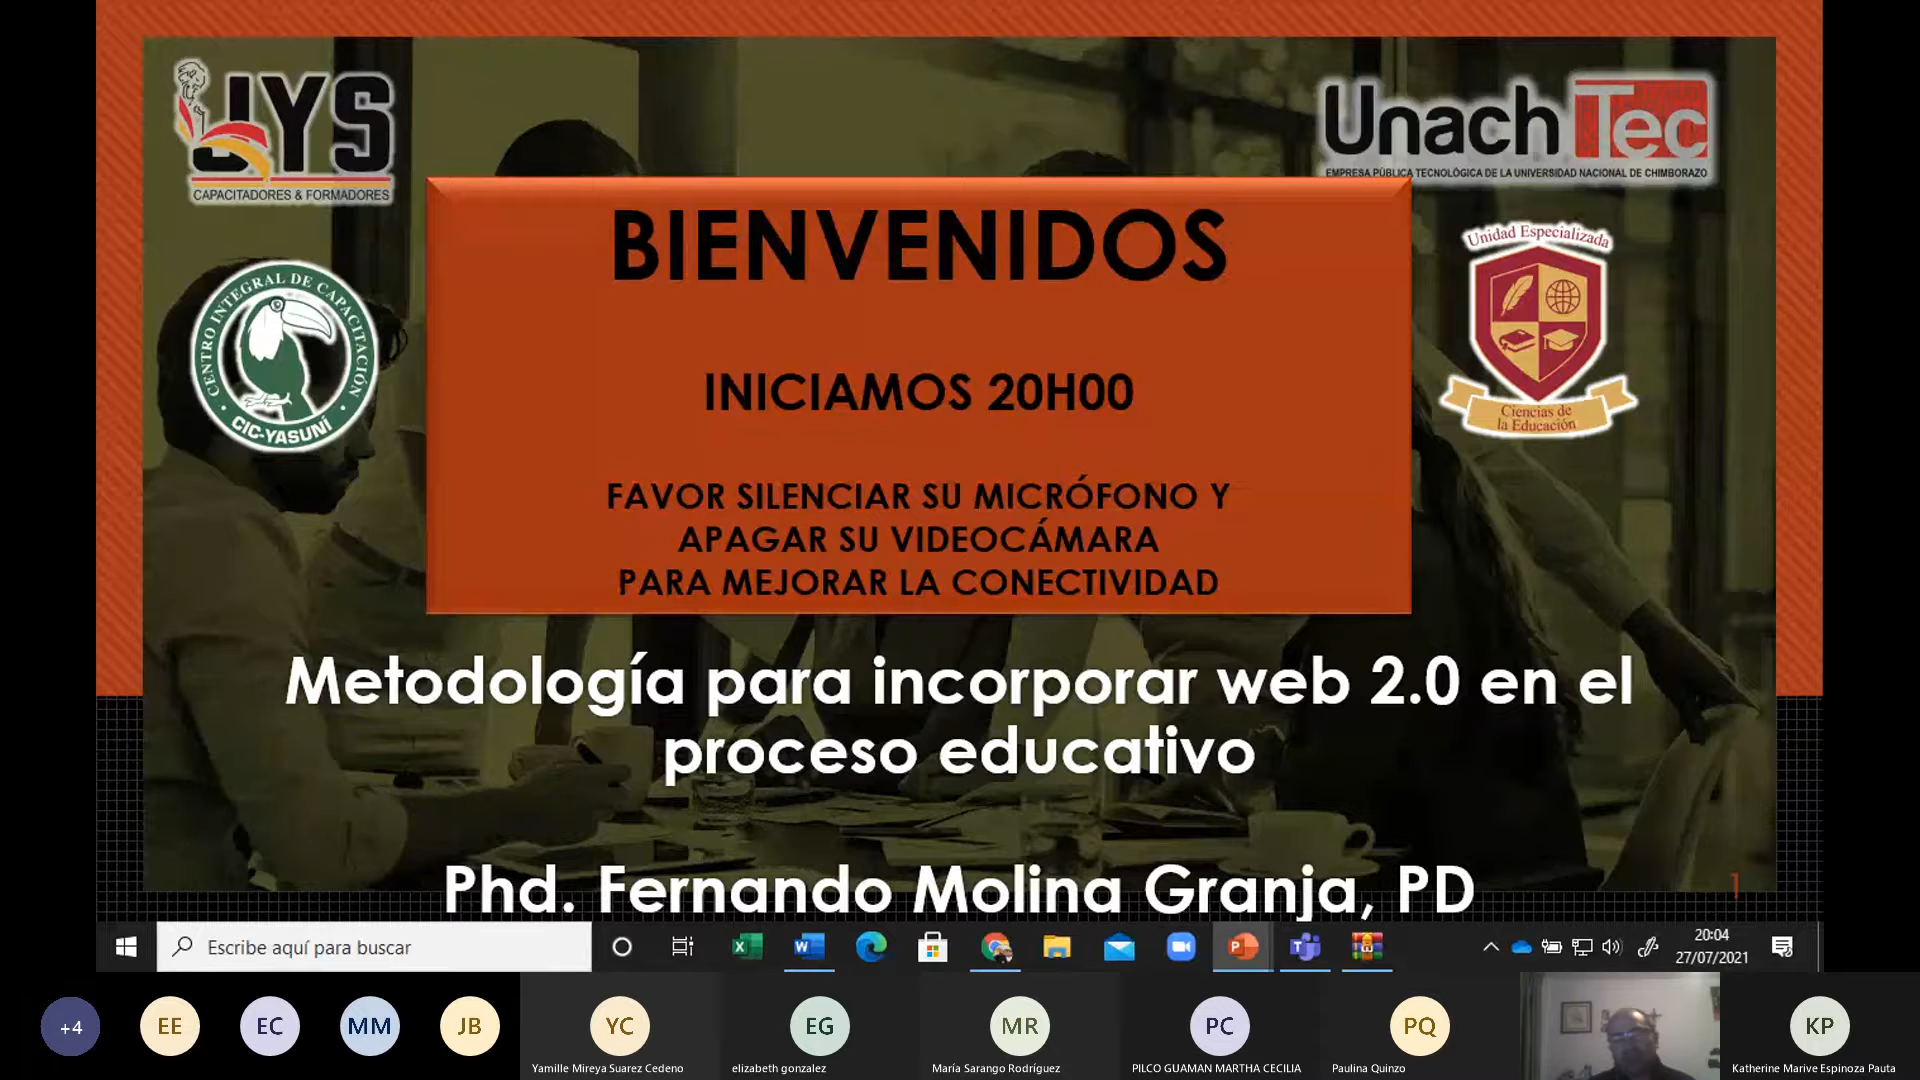 JYS
CAPACITADORES & FORMADORES
UnachTec
EMPRESA PÚBLICA TECNOLÓGICA DE LA UNIVERSIDAD NACIONAL DE CHIMBORAZO
CENTRO INTEGRAL DE CAPACITACIÓN
CIC-YASUNÍ
Unidad Especializada
Ciencias de
la Educación
BIENVENIDOS
INICIAMOS 20H00
FAVOR SILENCIAR SU MICRÓFONO Y
APAGAR SU VIDEOCÁMARA
PARA MEJORAR LA CONECTIVIDAD
Metodología para incorporar web 2.0 en el
proceso educativo
Phd. Fernando Molina Granja, PD
1
Escribe aquí para buscar
20:04
27/07/2021
+4
EE
EC
MM
JB
YC
EG
MR
PC
PQ
KP
Yamille Mireya Suarez Cedeno
elizabeth gonzalez
María Sarango Rodríguez
PILCO GUAMAN MARTHA CECILIA
Paulina Quinzo
Katherine Marive Espinoza Pauta